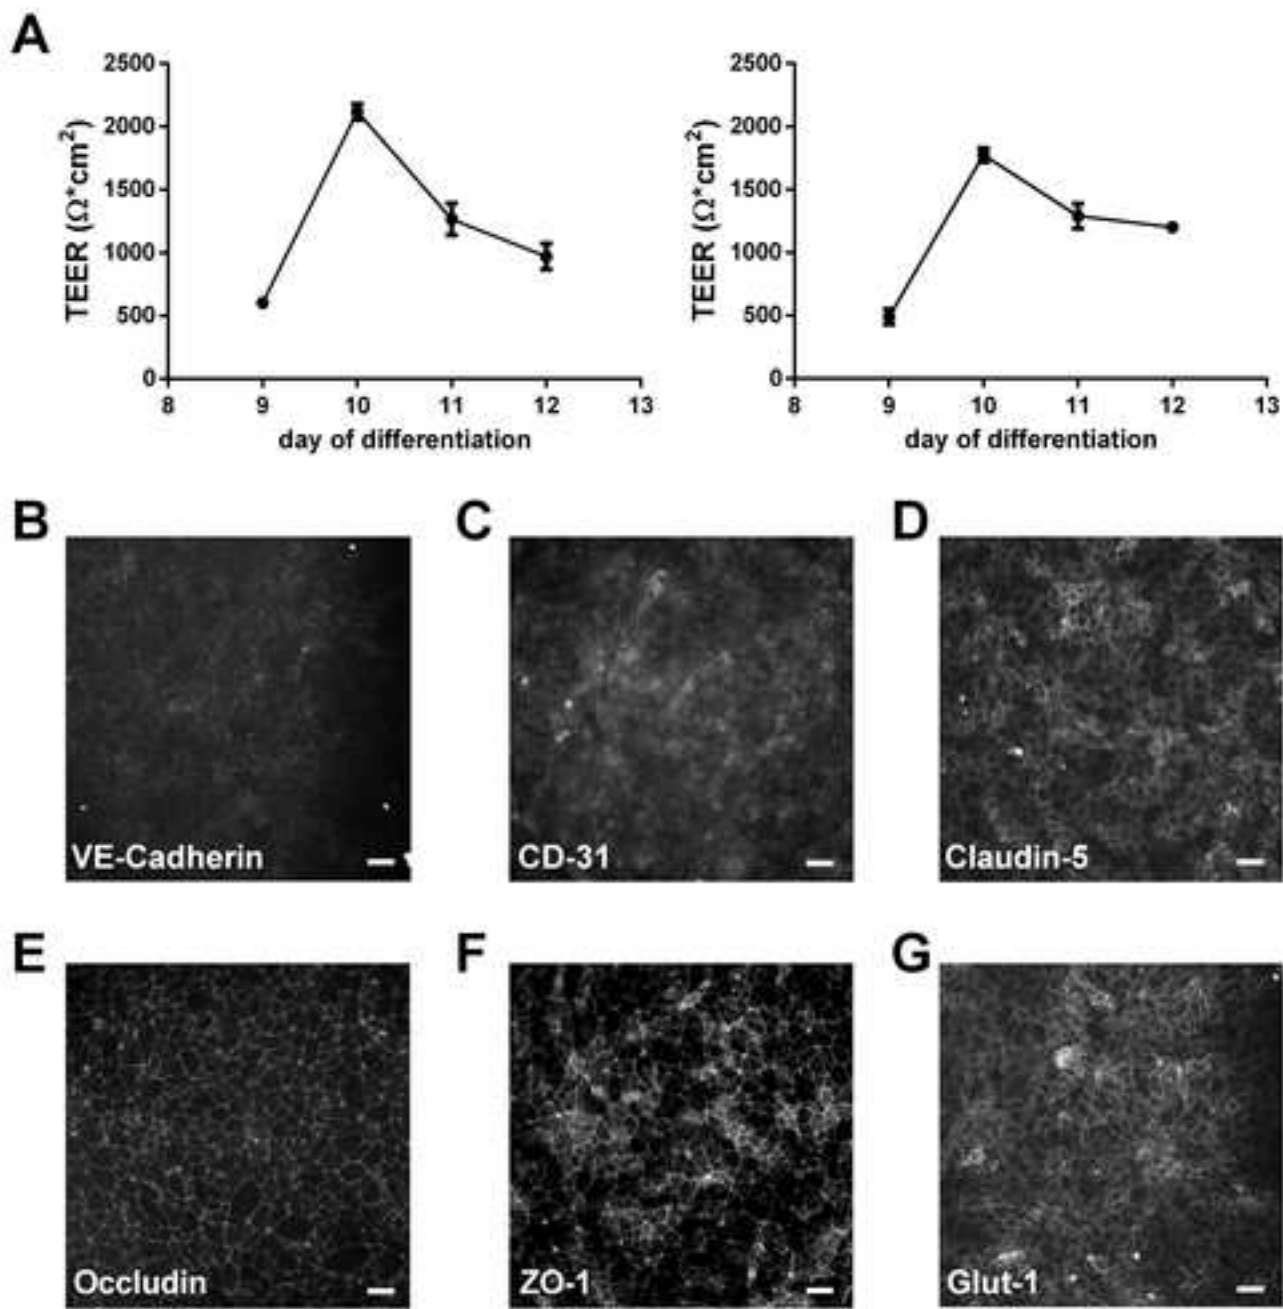 A
2500
2000
1500
1000
500
0
TEER (Ω*cm²)
8 9 10 11 12 13
day of differentiation
2500
2000
1500
1000
500
0
TEER (Ω*cm²)
8 9 10 11 12 13
day of differentiation
B
VE-Cadherin
C
CD-31
D
Claudin-5
E
Occludin
F
ZO-1
G
Glut-1